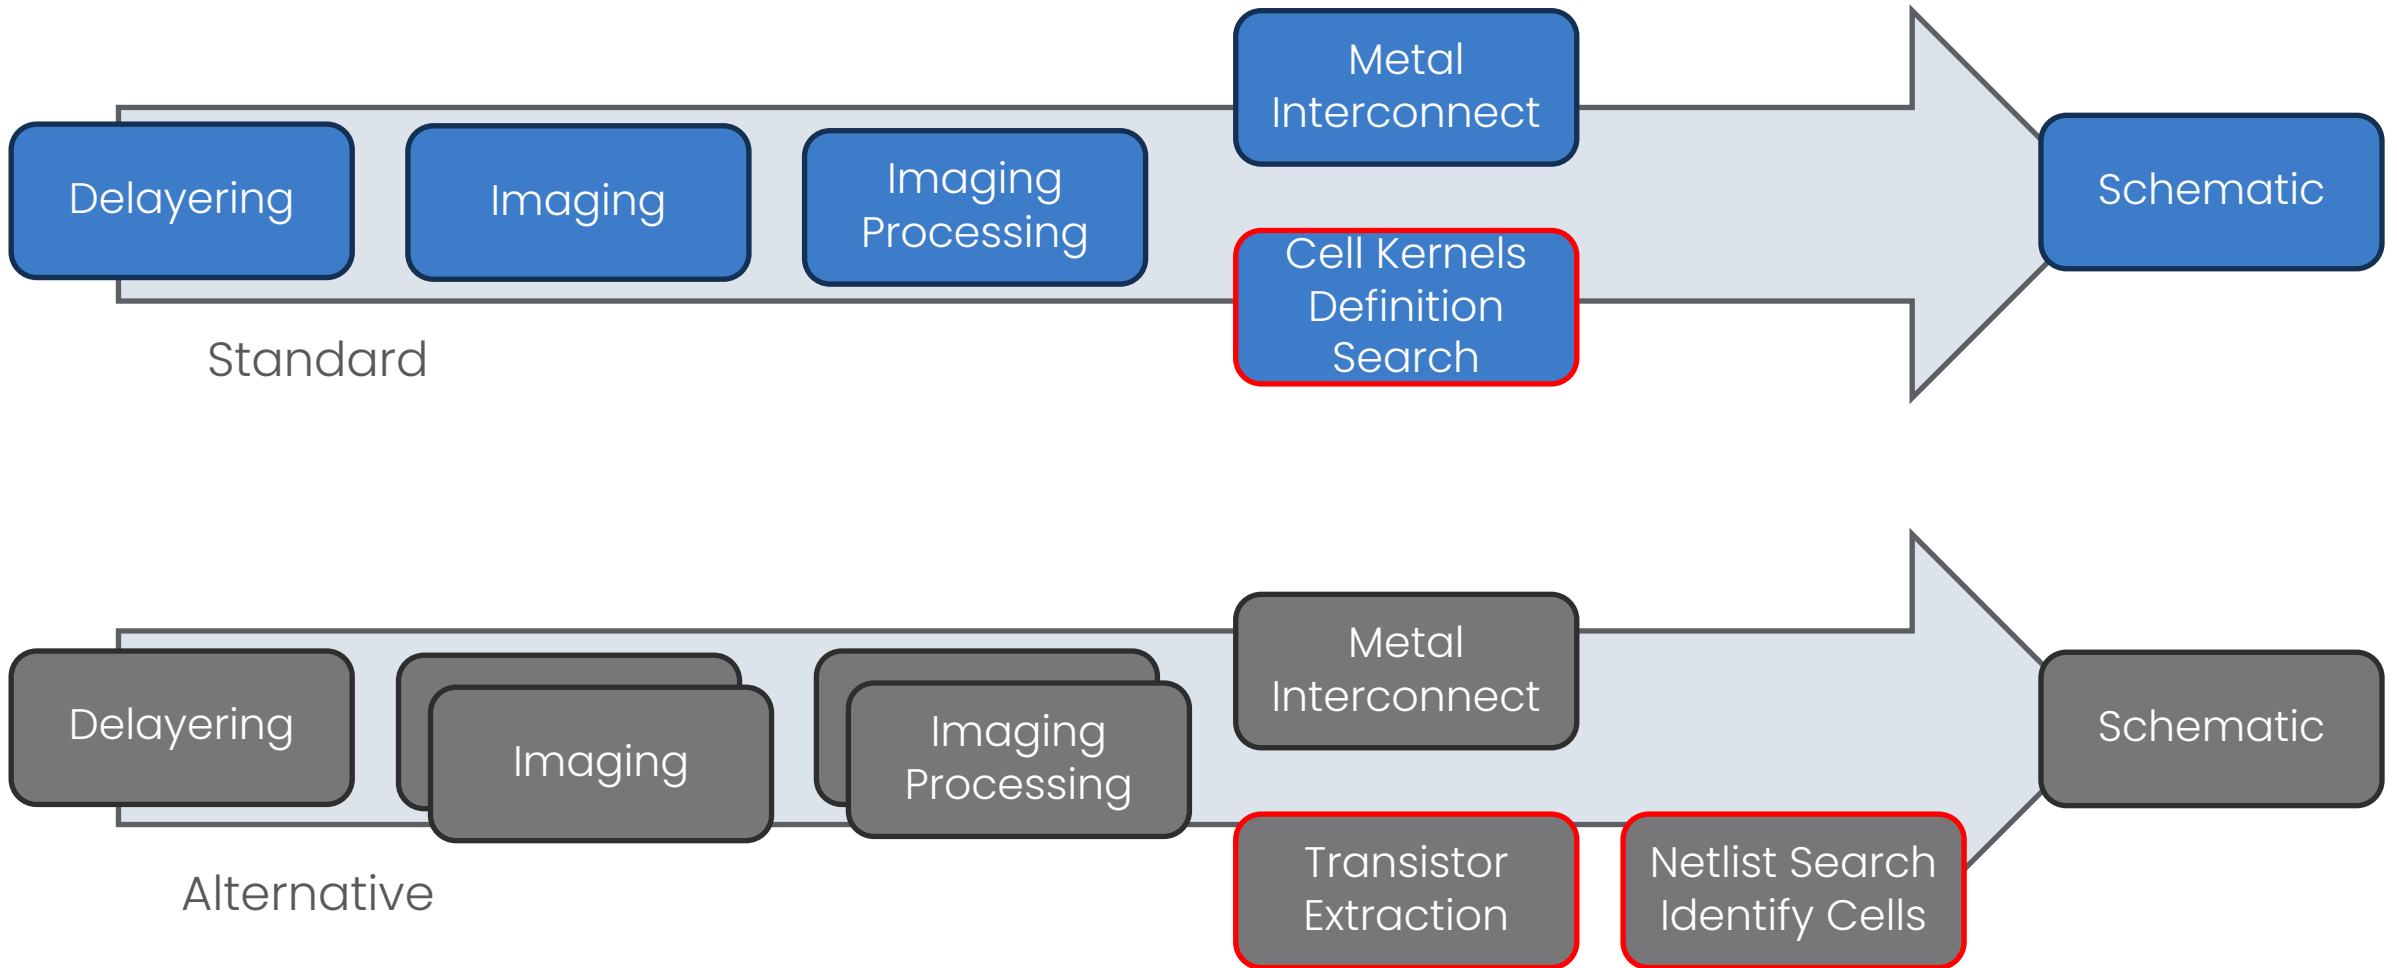 Metal
Interconnect
Delayering
Imaging
Imaging
Processing
Schematic
Cell Kernels
Definition
Search
Standard
Metal
Interconnect
Delayering
Imaging
Imaging
Processing
Schematic
Transistor
Extraction
Netlist Search
Identify Cells
Alternative